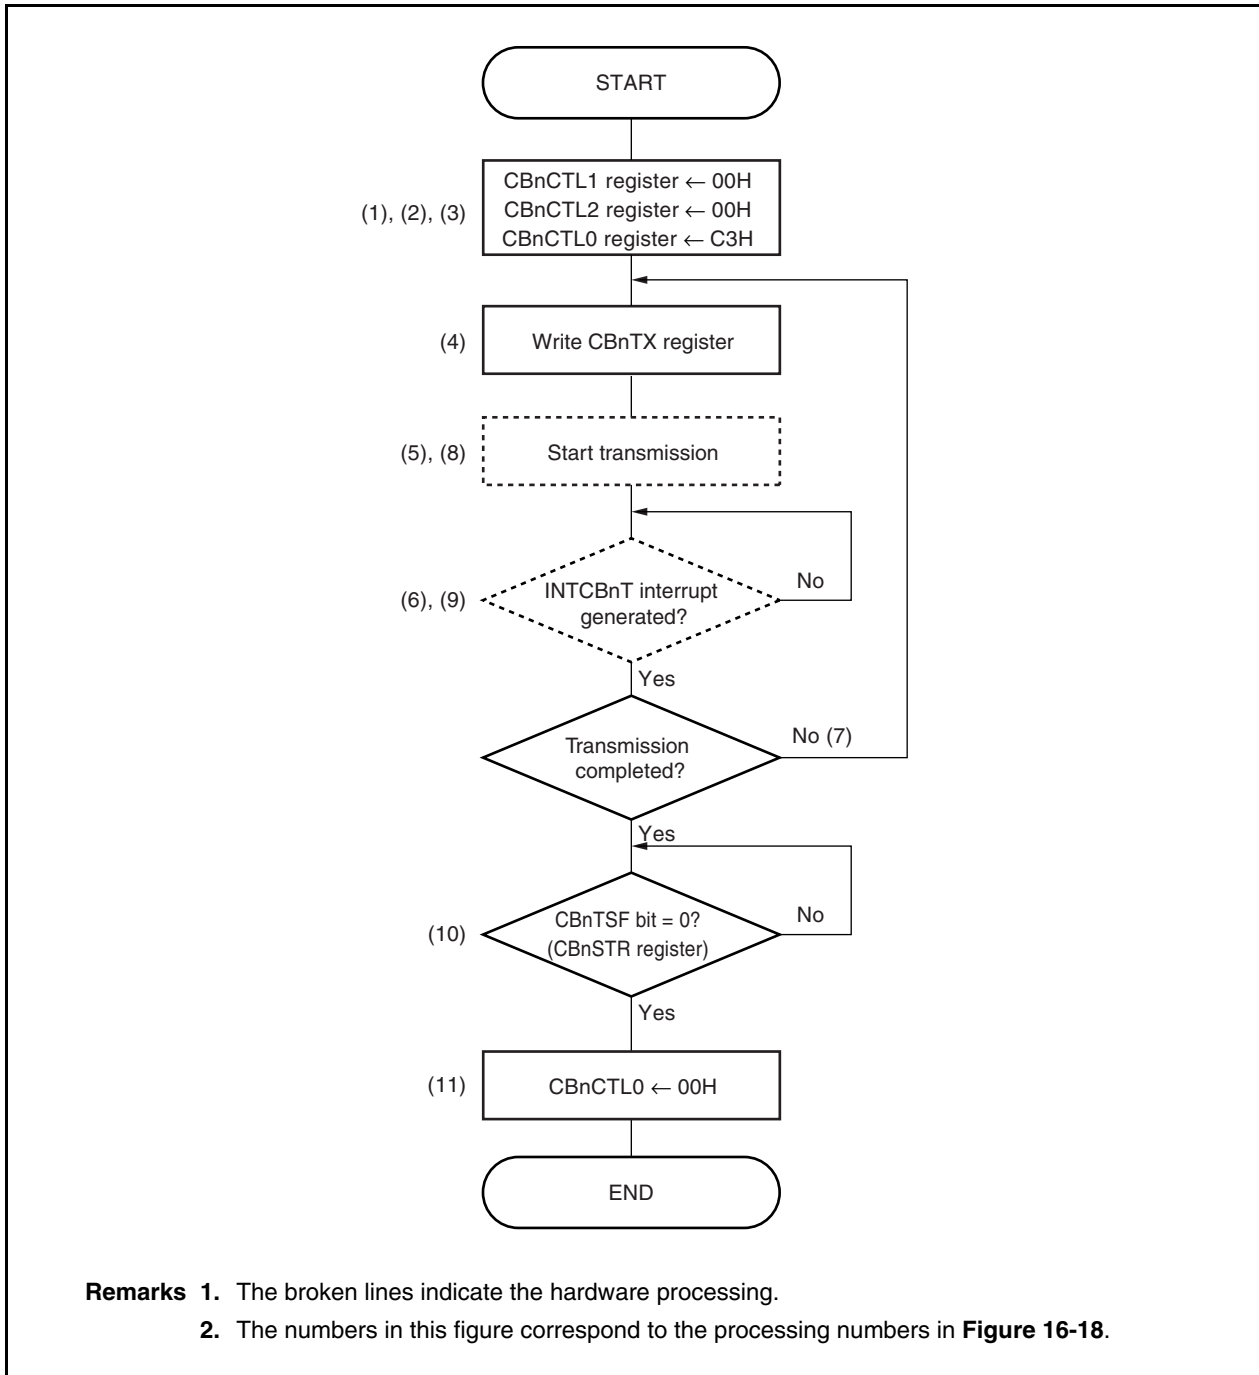 START
(1), (2), (3)
CBnCTL1 register ← 00H
CBnCTL2 register ← 00H
CBnCTL0 register ← C3H
(4)
Write CBnTX register
(5), (8)
Start transmission
(6), (9)
INTCBnT interrupt
generated?
No
Yes
Transmission
completed?
No (7)
Yes
(10)
CBnTSF bit = 0?
(CBnSTR register)
No
Yes
(11)
CBnCTL0 ← 00H
END
Remarks 1. The broken lines indicate the hardware processing.
2. The numbers in this figure correspond to the processing numbers in Figure 16-18.